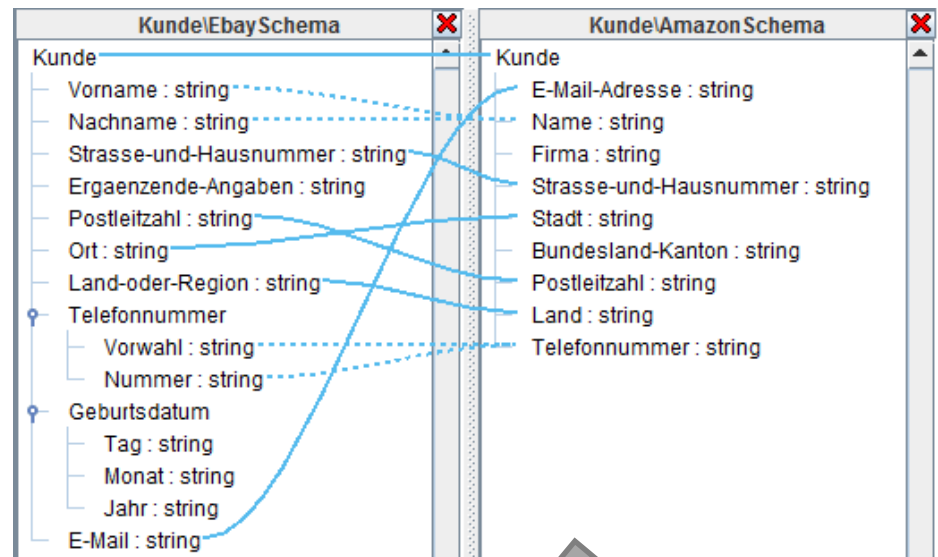 Kunde\EbaySchema
Kunde
Vorname : string
Nachname : string
Strasse-und-Hausnummer : string
Ergaenzende-Angaben : string
Postleitzahl : string
Ort : string
Land-oder-Region : string
Telefonnummer
Vorwahl : string
Nummer : string
Geburtsdatum
Tag : string
Monat : string
Jahr : string
E-Mail : string
Kunde\AmazonSchema
Kunde
E-Mail-Adresse : string
Name : string
Firma : string
Strasse-und-Hausnummer : string
Stadt : string
Bundesland-Kanton : string
Postleitzahl : string
Land : string
Telefonnummer : string